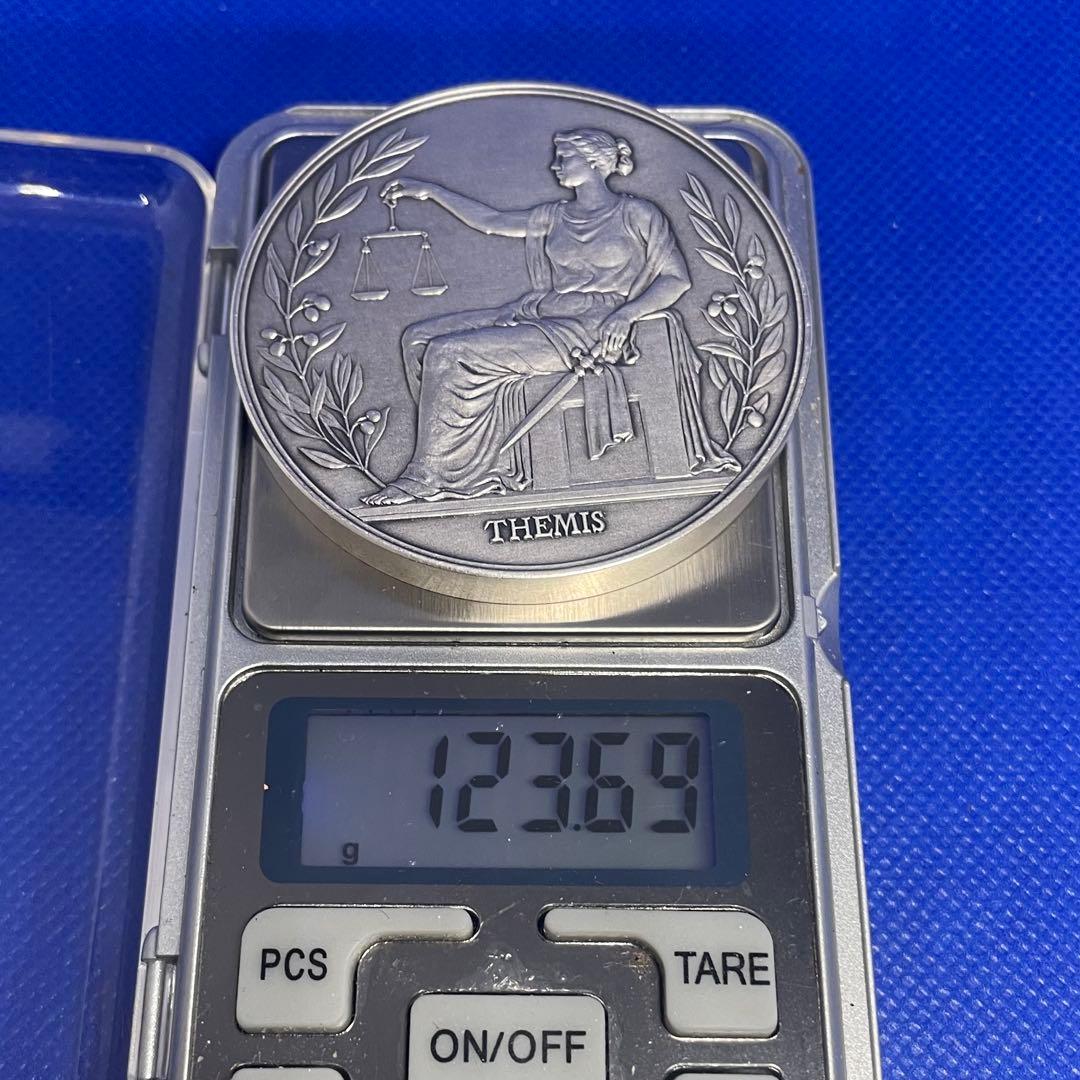 THEMIS
123.69
g
PCS
TARE
ON/OFF